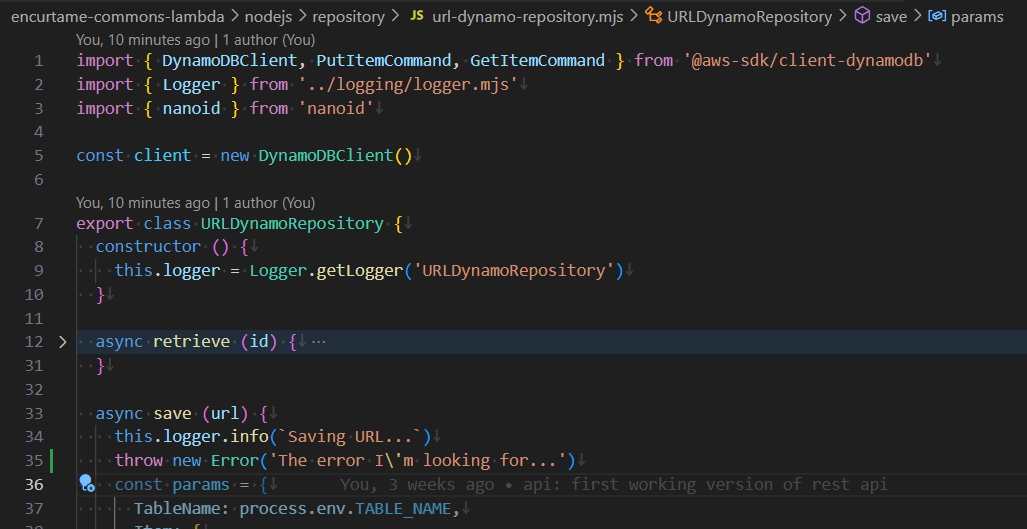 encurtame-commons-lambda > nodejs > repository > JS url-dynamo-repository.mjs > URLDynamoRepository > save > params
You, 10 minutes ago | 1 author (You)
1 import { DynamoDBClient, PutItemCommand, GetItemCommand } from '@aws-sdk/client-dynamodb'
2 import { Logger } from '../logging/logger.mjs'
3 import { nanoid } from 'nanoid'
4
5 const client = new DynamoDBClient()
6
You, 10 minutes ago | 1 author (You)
7 export class URLDynamoRepository {
8 constructor () {
9 this.logger = Logger.getLogger('URLDynamoRepository')
10 }
11
12 async retrieve (id) { ...
31 }
32
33 async save (url) {
34 this.logger.info(`Saving URL...`)
35 throw new Error('The error I\'m looking for...')
36 const params = { You, 3 weeks ago • api: first working version of rest api
37 TableName: process.env.TABLE_NAME,
38 Item: {